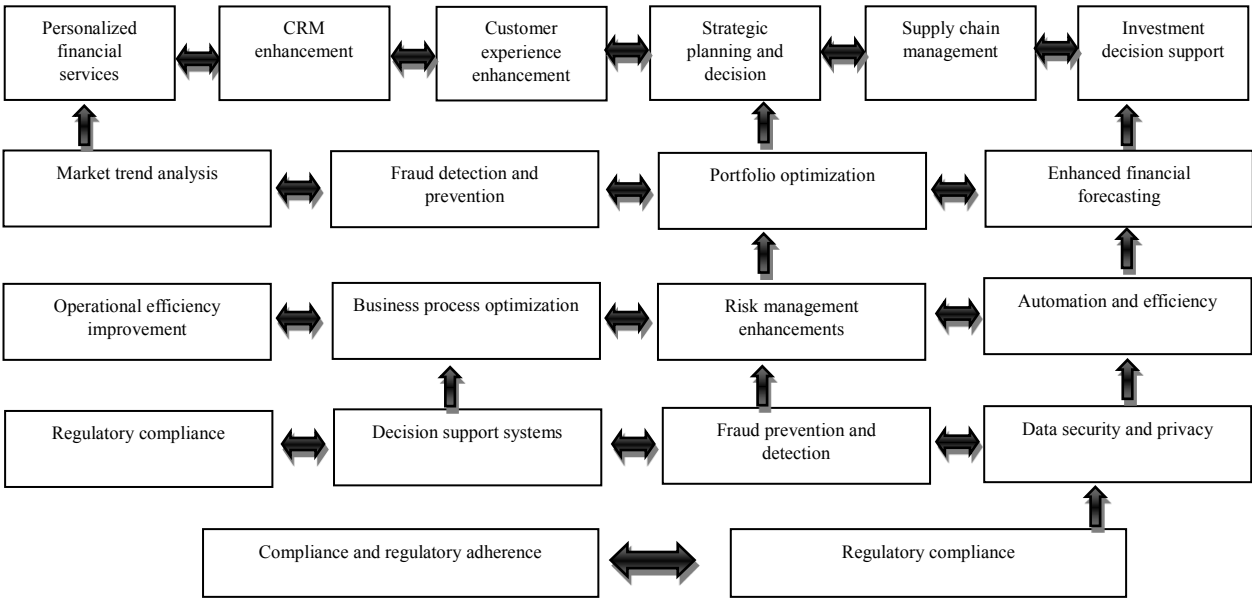 Personalized
financial
services
CRM
enhancement
Customer
experience
enhancement
Strategic
planning and
decision
Supply chain
management
Investment
decision support
Market trend analysis
Fraud detection and
prevention
Portfolio optimization
Enhanced financial
forecasting
Operational efficiency
improvement
Business process optimization
Risk management
enhancements
Automation and efficiency
Regulatory compliance
Decision support systems
Fraud prevention and
detection
Data security and privacy
Compliance and regulatory adherence
Regulatory compliance